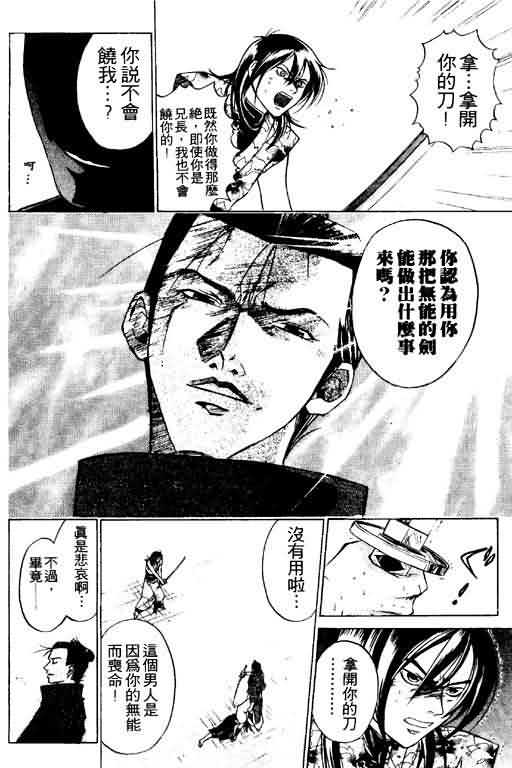 拿…拿開
你的刀！
既然你做得那麼
絕，即使你是
兄長，我也不會
饒你的！
你說不會
饒我…？
呵…
你認為用你
那把無能的劍
能做出什麼事
來嗎？
拿開你的刀
………！
沒有用啦…
這個男人是
因為你的無能
而喪命！
真是悲哀啊…
不過，
畢竟…